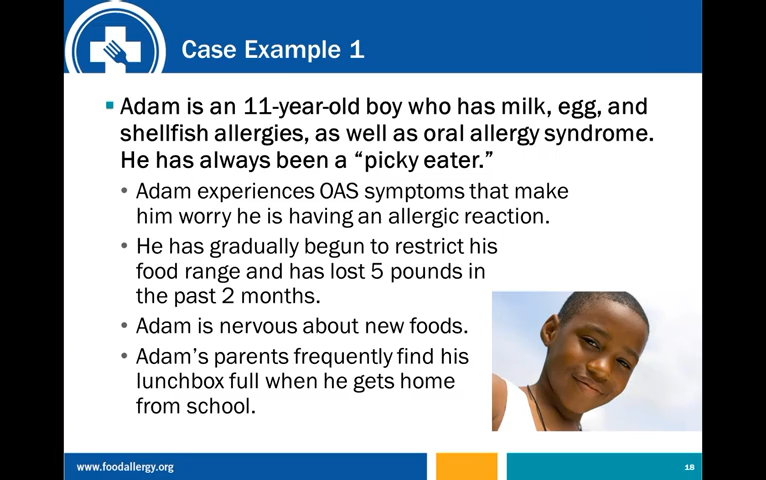 Case Example 1
Adam is an 11-year-old boy who has milk, egg, and
shellfish allergies, as well as oral allergy syndrome.
He has always been a “picky eater.”
• Adam experiences OAS symptoms that make
him worry he is having an allergic reaction.
• He has gradually begun to restrict his
food range and has lost 5 pounds in
the past 2 months.
• Adam is nervous about new foods.
• Adam’s parents frequently find his
lunchbox full when he gets home
from school.
www.foodallergy.org
18